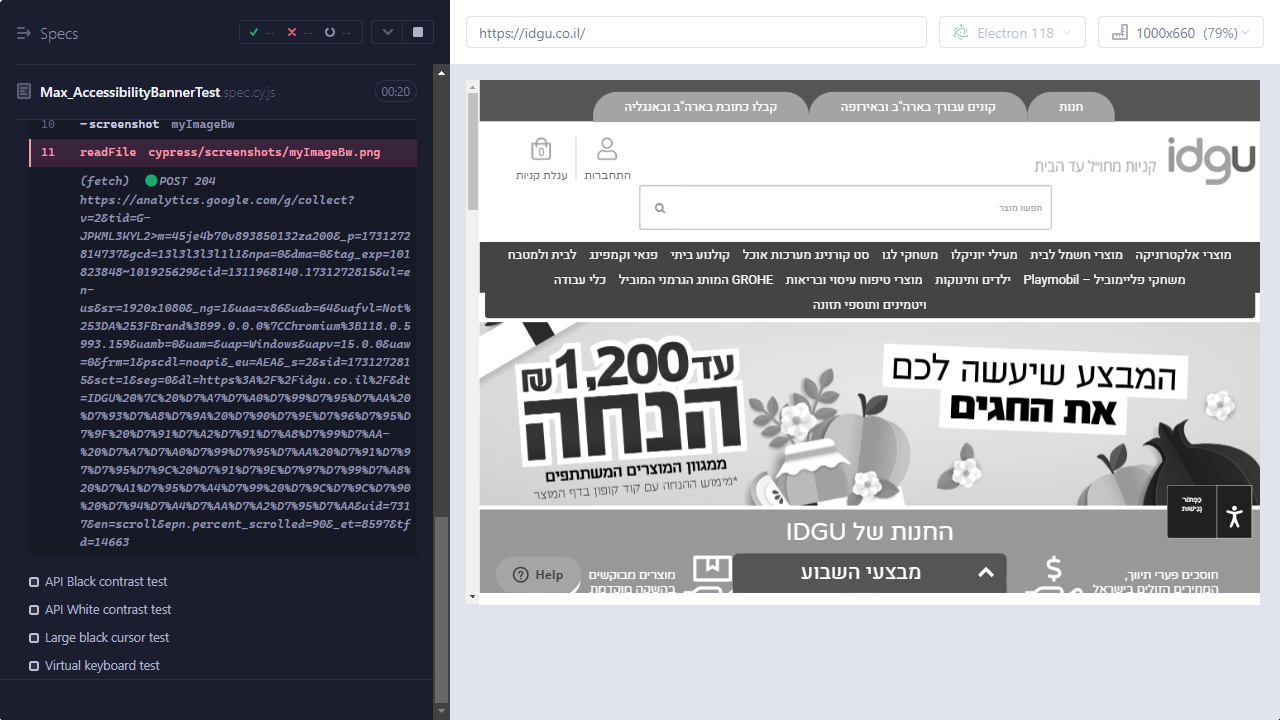 Specs
--
--
--
Max_AccessibilityBannerTest.spec.cy.js
00:20
10 -screenshot myImageBw
11 readFile cypress/screenshots/myImageBw.png
(fetch) POST 204
https://analytics.google.com/g/collect?
v=2&tid=G-
JPKML3KYL2>m=45je4b70v893850132za200&_p=1731272
814737&gcd=13l3l3l3l1l1&npa=0&dma=0&tag_exp=101
823848~101925629&cid=1311968140.1731272815&ul=e
n-
us&sr=1920x1080&_ng=1&uaa=x86&uab=64&uafvl=Not%
253DA%253FBrand%3B99.0.0.0%7CChromium%3B118.0.5
993.159&uamb=0&uam=&uap=Windows&uapv=15.0.0&uaw
=0&frm=1&pscdl=noapi&_eu=AEA&_s=2&sid=173127281
5&sct=1&seg=0&dl=https%3A%2F%2Fidgu.co.il%2F&dt
=IDGU%20%7C%20%D7%A7%D7%A0%D7%99%D7%95%D7%AA%20
%D7%93%D7%A8%D7%9A%20%D7%90%D7%9E%D7%96%D7%95%D
7%9F%20%D7%91%D7%A2%D7%91%D7%A8%D7%99%D7%AA-
%20%D7%A7%D7%A0%D7%99%D7%95%D7%AA%20%D7%91%D7%9
7%D7%95%D7%9C%20%D7%91%D7%9E%D7%97%D7%99%D7%A8%
20%D7%A1%D7%95%D7%A4%D7%99%20%D7%9C%D7%9C%D7%90
%20%D7%94%D7%A4%D7%AA%D7%A2%D7%95%D7%AA&uid=731
7&en=scroll&epn.percent_scrolled=90&_et=8597&tf
d=14663
API Black contrast test
API White contrast test
Large black cursor test
Virtual keyboard test
https://idgu.co.il/
Electron 118
1000x660 (79%)
חנות
קונים עבורך בארה"ב ובאירופה
קבלו כתובת בארה"ב ובאנגליה
idgu
קניות מחו״ל עד הבית
התחברות
0
עגלת קניות
חפשו מוצר
מוצרי אלקטרוניקה מוצרי חשמל לבית מעילי יוניקלו משחקי לגו סט קורנינג מערכות אוכל קולנוע ביתי פנאי וקמפינג לבית ולמטבח
משחקי פליימוביל – Playmobil ילדים ותינוקות מוצרי טיפוח עיסוי ובריאות GROHE המותג הגרמני המוביל כלי עבודה
ויטמינים ותוספי תזונה
המבצע שיעשה לכם
את החגים
עד 1,200₪
הנחה
ממגוון המוצרים המשתתפים
*מימוש ההנחה עם קוד קופון בדף המוצר
כַּפְתּוֹר
נְגִישׁוּת
החנות של IDGU
חוסכים פערי תיווך,
המחירים הזולים בישראל
מבצעי השבוע
מוצרים מבוקשים
בהשקה מוקדמת
Help